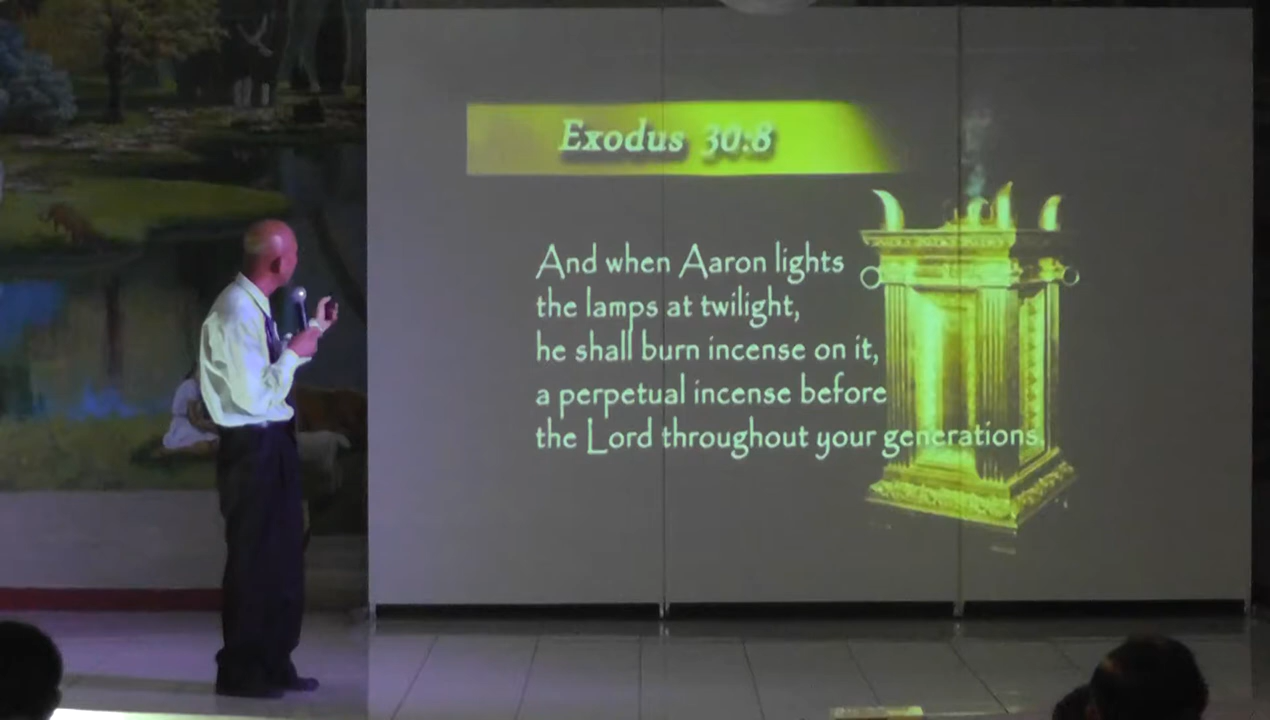 Exodus 30:8
And when Aaron lights
the lamps at twilight,
he shall burn incense on it,
a perpetual incense before
the Lord throughout your generations.